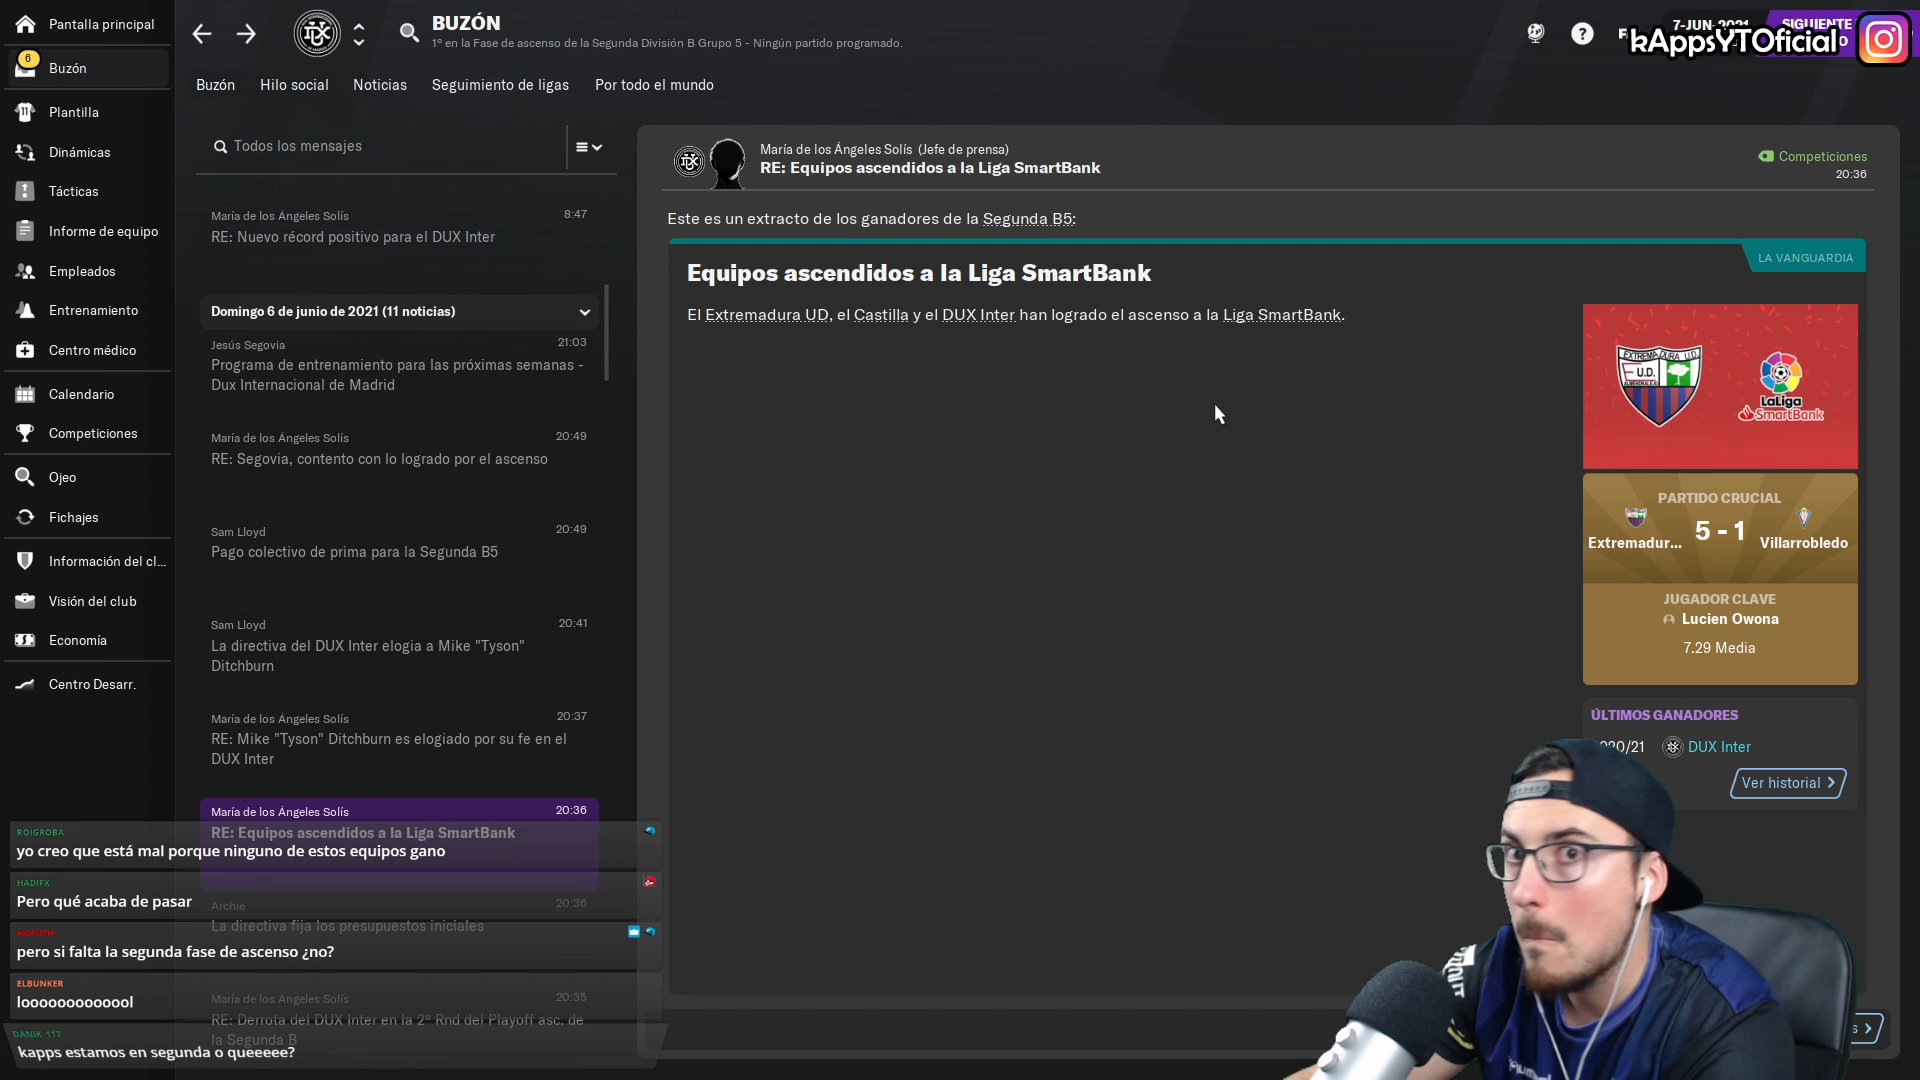 Pantalla principal
6
Buzón
Plantilla
Dinámicas
Tácticas
Informe de equipo
Empleados
Entrenamiento
Centro médico
Calendario
Competiciones
Ojeo
Fichajes
Información del cl...
Visión del club
Economía
Centro Desarr.
BUZÓN
1º en la Fase de ascenso de la Segunda División B Grupo 5 - Ningún partido programado.
7-JUN-2021
SIGUIENTE
kAppsYTOficial
Buzón
Hilo social
Noticias
Seguimiento de ligas
Por todo el mundo
Todos los mensajes
María de los Ángeles Solís 8:47
RE: Nuevo récord positivo para el DUX Inter
Domingo 6 de junio de 2021 (11 noticias)
Jesús Segovia 21:03
Programa de entrenamiento para las próximas semanas -
Dux Internacional de Madrid
María de los Ángeles Solís 20:49
RE: Segovia, contento con lo logrado por el ascenso
Sam Lloyd 20:49
Pago colectivo de prima para la Segunda B5
Sam Lloyd 20:41
La directiva del DUX Inter elogia a Mike "Tyson"
Ditchburn
María de los Ángeles Solís 20:37
RE: Mike "Tyson" Ditchburn es elogiado por su fe en el
DUX Inter
María de los Ángeles Solís 20:36
RE: Equipos ascendidos a la Liga SmartBank
Archie 20:36
La directiva fija los presupuestos iniciales
María de los Ángeles Solís 20:35
RE: Derrota del DUX Inter en la 2ª Rnd del Playoff asc. de
la Segunda B
ROIGROBA
yo creo que está mal porque ninguno de estos equipos gano
HADIFX
Pero qué acaba de pasar
pero si falta la segunda fase de ascenso ¿no?
ELBUNKER
looooooooooool
DANIK_117
kapps estamos en segunda o queeeee?
María de los Ángeles Solís (Jefe de prensa)
RE: Equipos ascendidos a la Liga SmartBank
Competiciones
20:36
Este es un extracto de los ganadores de la Segunda B5:
LA VANGUARDIA
Equipos ascendidos a la Liga SmartBank
El Extremadura UD, el Castilla y el DUX Inter han logrado el ascenso a la Liga SmartBank.
EXTREMADURA U.D.
U.D.
LaLiga
SmartBank
PARTIDO CRUCIAL
5 - 1
Extremadur... Villarrobledo
JUGADOR CLAVE
Lucien Owona
7.29 Media
ÚLTIMOS GANADORES
2020/21 DUX Inter
Ver historial